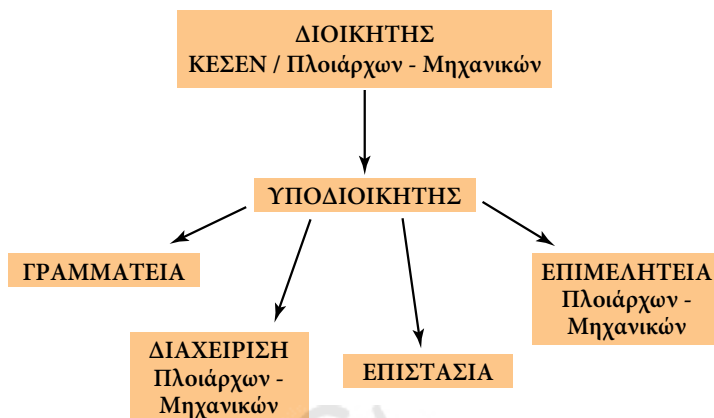 ΔΙΟΙΚΗΤΗΣ
ΚΕΣΕΝ / Πλοιάρχων - Μηχανικών
ΥΠΟΔΙΟΙΚΗΤΗΣ
ΓΡΑΜΜΑΤΕΙΑ
ΔΙΑΧΕΙΡΙΣΗ
Πλοιάρχων -
Μηχανικών
ΕΠΙΣΤΑΣΙΑ
ΕΠΙΜΕΛΗΤΕΙΑ
Πλοιάρχων -
Μηχανικών